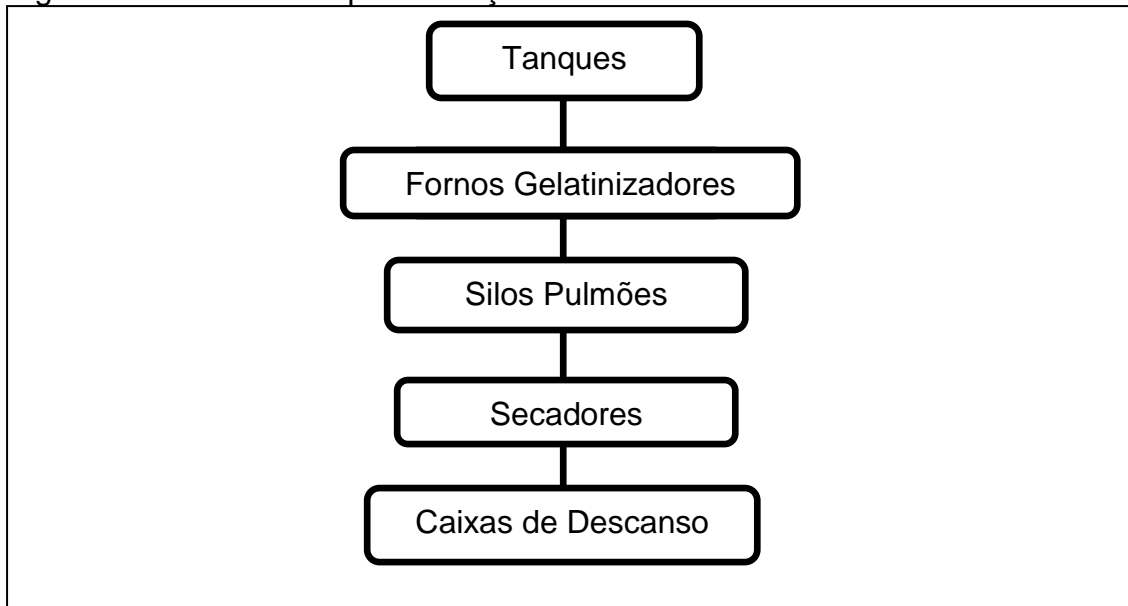 Tanques
Fornos Gelatinizadores
Silos Pulmões
Secadores
Caixas de Descanso